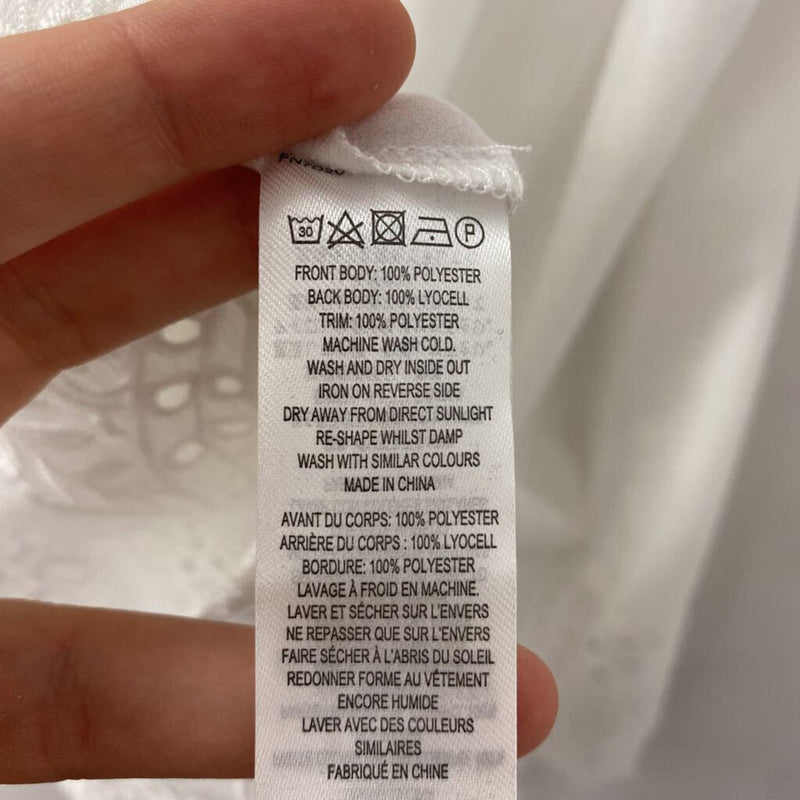 30 P
FRONT BODY: 100% POLYESTER
BACK BODY: 100% LYOCELL
TRIM: 100% POLYESTER
MACHINE WASH COLD.
WASH AND DRY INSIDE OUT
IRON ON REVERSE SIDE
DRY AWAY FROM DIRECT SUNLIGHT
RE-SHAPE WHILST DAMP
WASH WITH SIMILAR COLOURS
MADE IN CHINA
AVANT DU CORPS: 100% POLYESTER
ARRIÈRE DU CORPS : 100% LYOCELL
BORDURE: 100% POLYESTER
LAVAGE À FROID EN MACHINE.
LAVER ET SÉCHER SUR L'ENVERS
NE REPASSER QUE SUR L'ENVERS
FAIRE SÉCHER À L'ABRIS DU SOLEIL
REDONNER FORME AU VÊTEMENT
ENCORE HUMIDE
LAVER AVEC DES COULEURS
SIMILAIRES
FABRIQUÉ EN CHINE